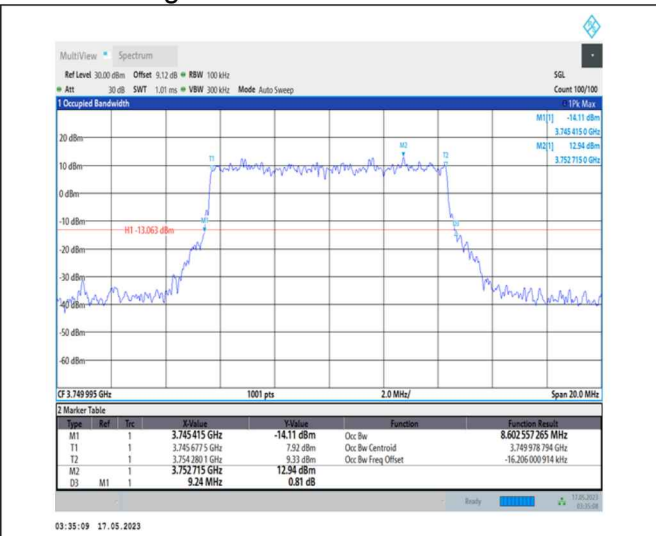 MultiView Spectrum
Ref Level 30.00 dBm Offset 9.12 dB RBW 100 kHz SGL
Att 30 dB SWT 1.01 ms VBW 300 kHz Mode Auto Sweep Count 100/100
1 Occupied Bandwidth 1Pk Max
M1[1] -14.11 dBm
3.745 415 0 GHz
M2[1] 12.94 dBm
3.752 715 0 GHz
20 dBm
M2
T1 T2
10 dBm
0 dBm
-10 dBm
H1 -13.063 dBm
-20 dBm
-30 dBm
-40 dBm
-50 dBm
-60 dBm
CF 3.749 995 GHz 1001 pts 2.0 MHz/ Span 20.0 MHz
2 Marker Table
Type Ref Trc X-Value Y-Value Function Function Result
M1 1 3.745 415 GHz -14.11 dBm Occ Bw 8.602 557 265 MHz
T1 1 3.745 677 5 GHz 7.92 dBm Occ Bw Centroid 3.749 978 794 GHz
T2 1 3.754 280 1 GHz 9.33 dBm Occ Bw Freq Offset -16.206 000 914 kHz
M2 1 3.752 715 GHz 12.94 dBm
D3 M1 1 9.24 MHz 0.81 dB
Ready 17.05.2023
03:35:08
03:35:09 17.05.2023